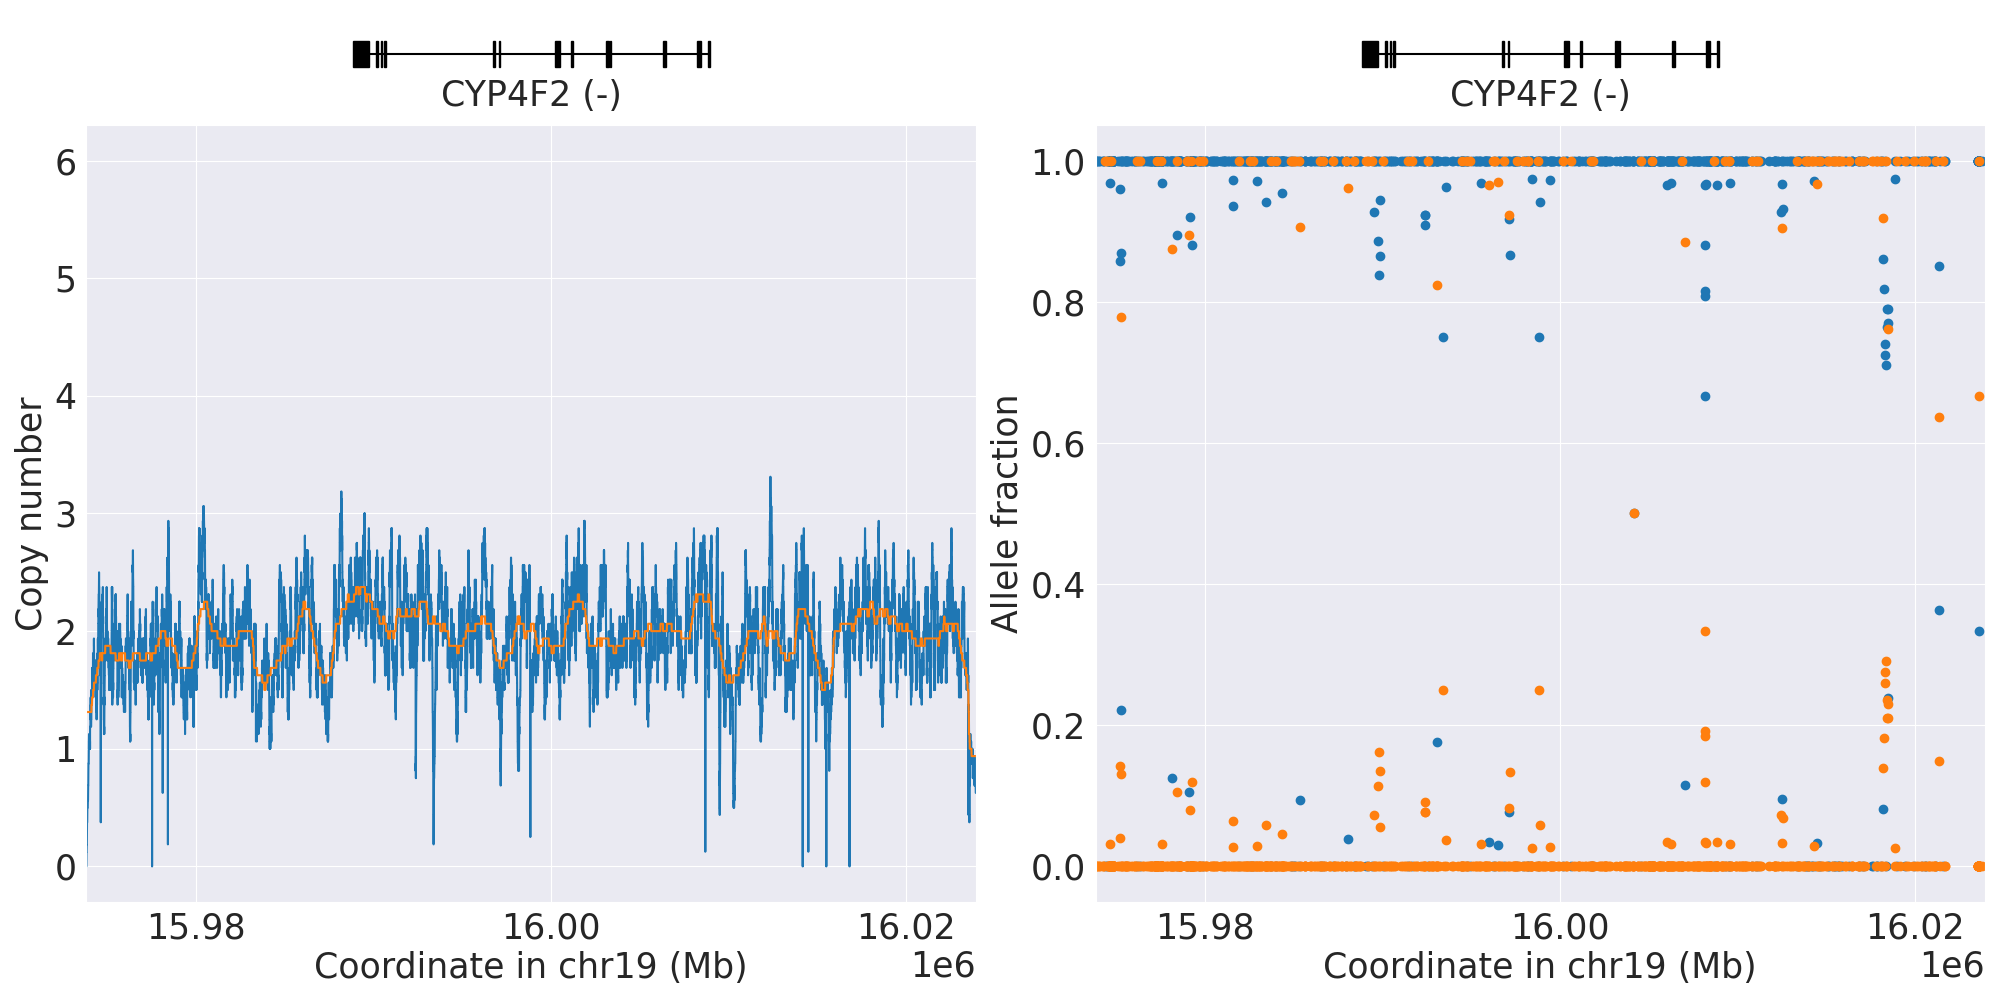 CYP4F2 (-)
6
5
4
3
2
1
0
Copy number
15.98
16.00
16.02
Coordinate in chr19 (Mb)
1e6
CYP4F2 (-)
1.0
0.8
0.6
0.4
0.2
0.0
Allele fraction
15.98
16.00
16.02
Coordinate in chr19 (Mb)
1e6